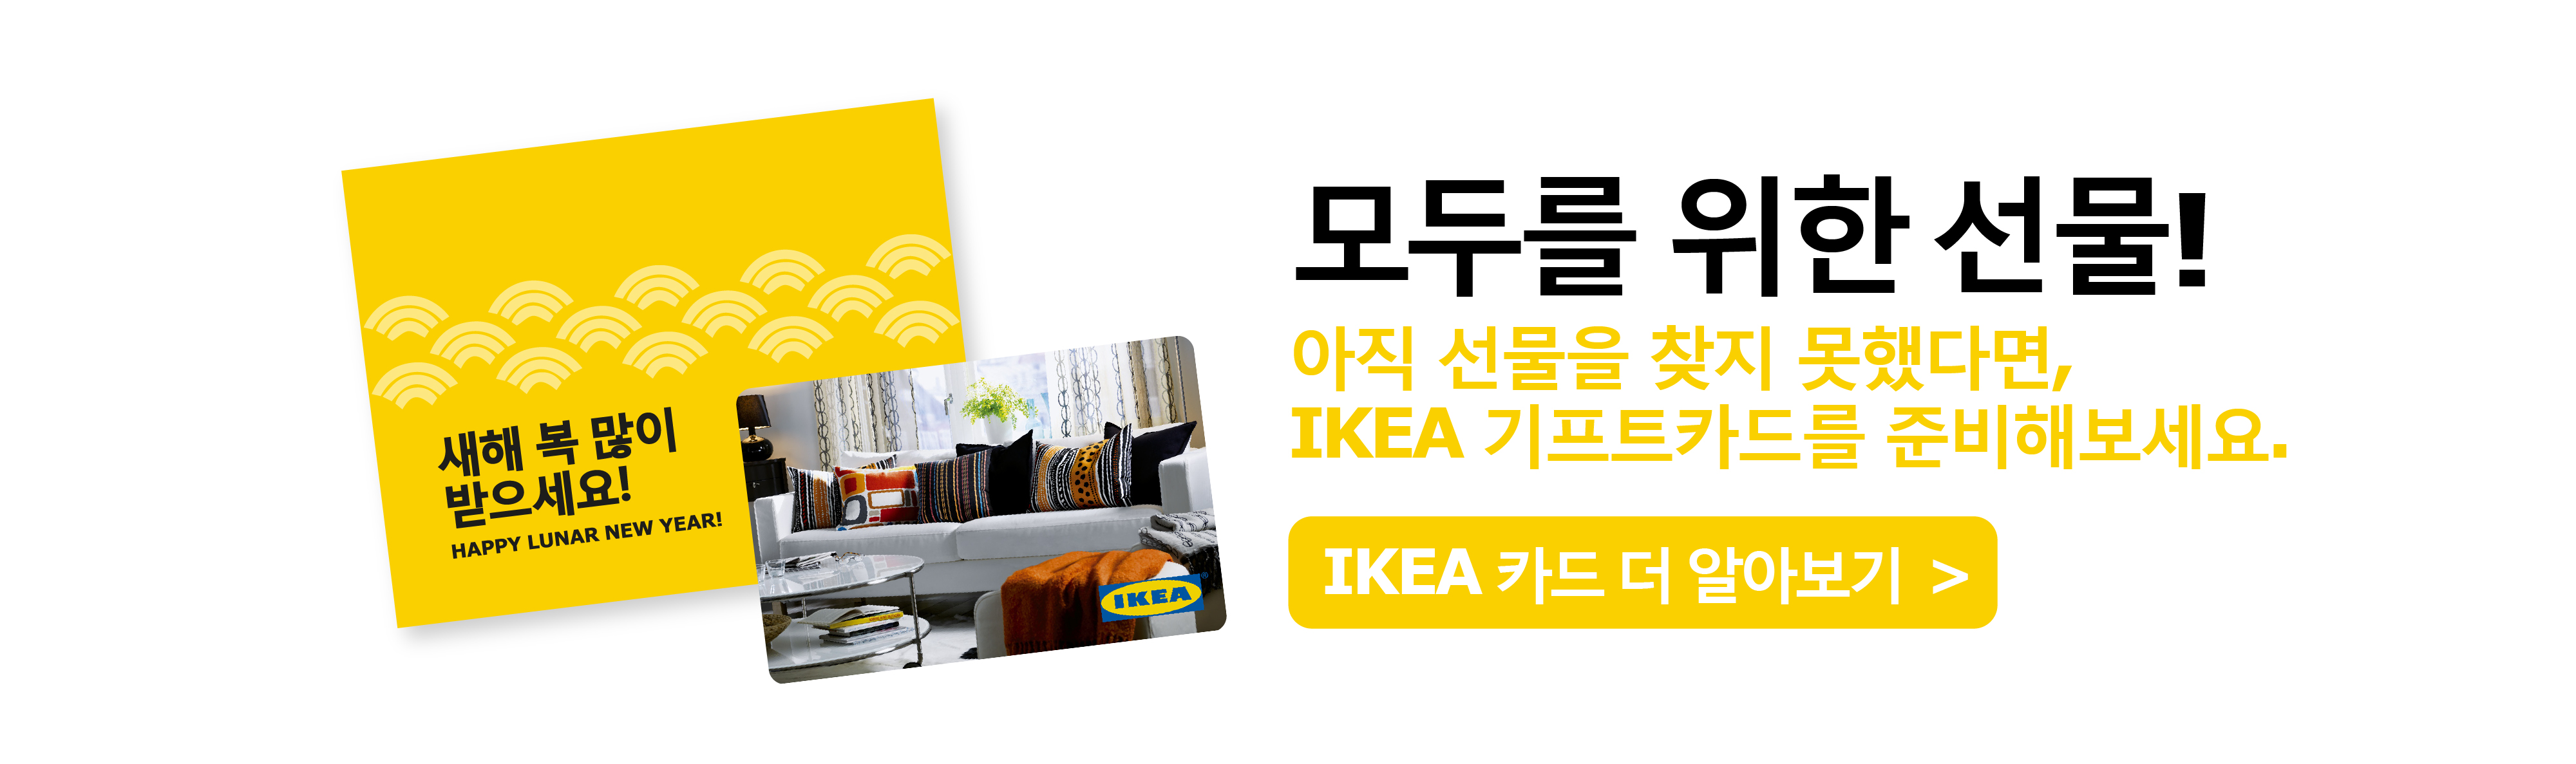 새해 복 많이
받으세요!
HAPPY LUNAR NEW YEAR!
IKEA
모두를 위한 선물!
아직 선물을 찾지 못했다면,
IKEA 기프트카드를 준비해보세요.
IKEA 카드 더 알아보기 >